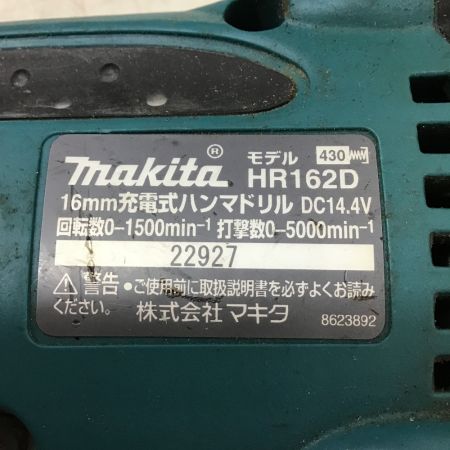 makita® モデル 430
HR162D
16mm充電式ハンマドリル DC14.4V
回転数0-1500min⁻¹ 打撃数0-5000min⁻¹
22927
⚠警告 ●ご使用前に取扱説明書を必ずよくお読み
ください。 株式会社 マキタ 8623892